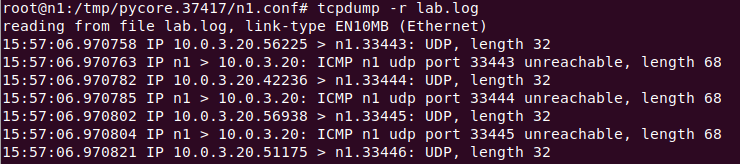 root@n1:/tmp/pycore.37417/n1.conf# tcpdump -r lab.log
reading from file lab.log, link-type EN10MB (Ethernet)
15:57:06.970758 IP 10.0.3.20.56225 > n1.33443: UDP, length 32
15:57:06.970763 IP n1 > 10.0.3.20: ICMP n1 udp port 33443 unreachable, length 68
15:57:06.970782 IP 10.0.3.20.42236 > n1.33444: UDP, length 32
15:57:06.970785 IP n1 > 10.0.3.20: ICMP n1 udp port 33444 unreachable, length 68
15:57:06.970802 IP 10.0.3.20.56938 > n1.33445: UDP, length 32
15:57:06.970804 IP n1 > 10.0.3.20: ICMP n1 udp port 33445 unreachable, length 68
15:57:06.970821 IP 10.0.3.20.51175 > n1.33446: UDP, length 32